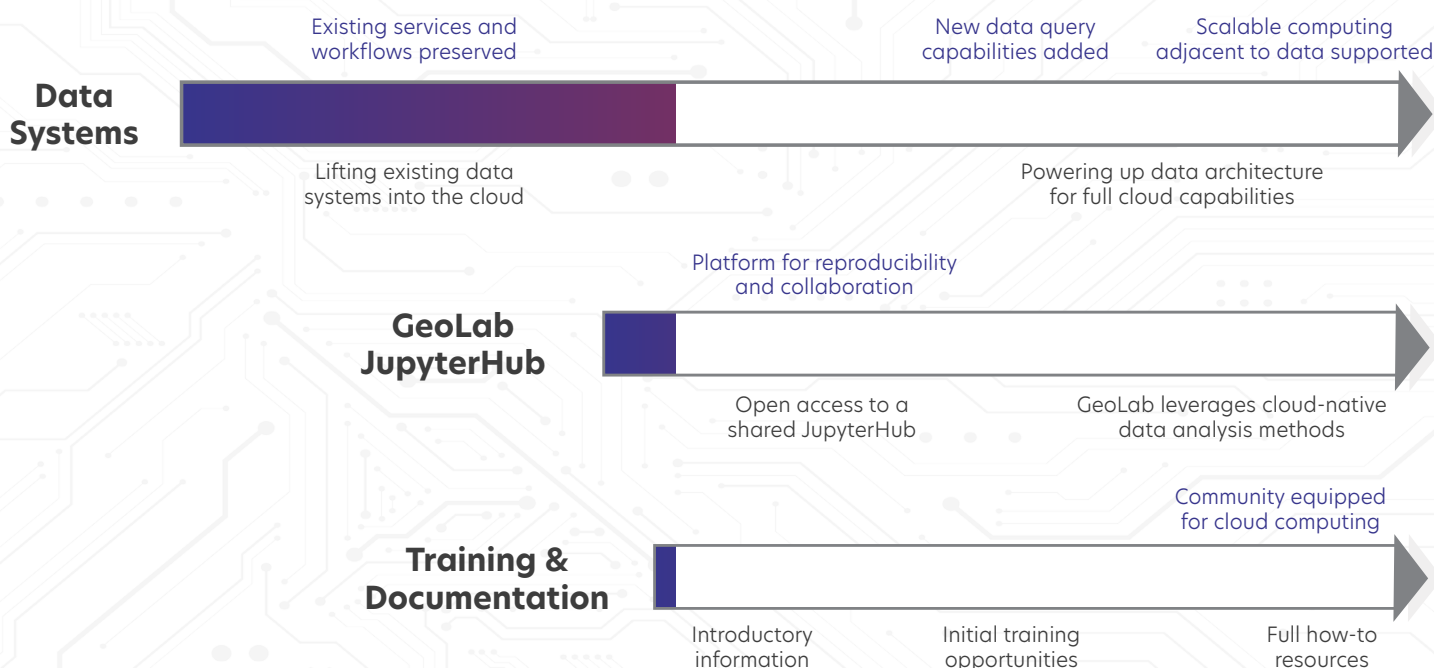 Existing services and
workflows preserved
New data query
capabilities added
Scalable computing
adjacent to data supported
Data
Systems
Lifting existing data
systems into the cloud
Powering up data architecture
for full cloud capabilities
Platform for reproducibility
and collaboration
GeoLab
JupyterHub
Open access to a
shared JupyterHub
GeoLab leverages cloud-native
data analysis methods
Community equipped
for cloud computing
Training &
Documentation
Introductory
information
Initial training
opportunities
Full how-to
resources